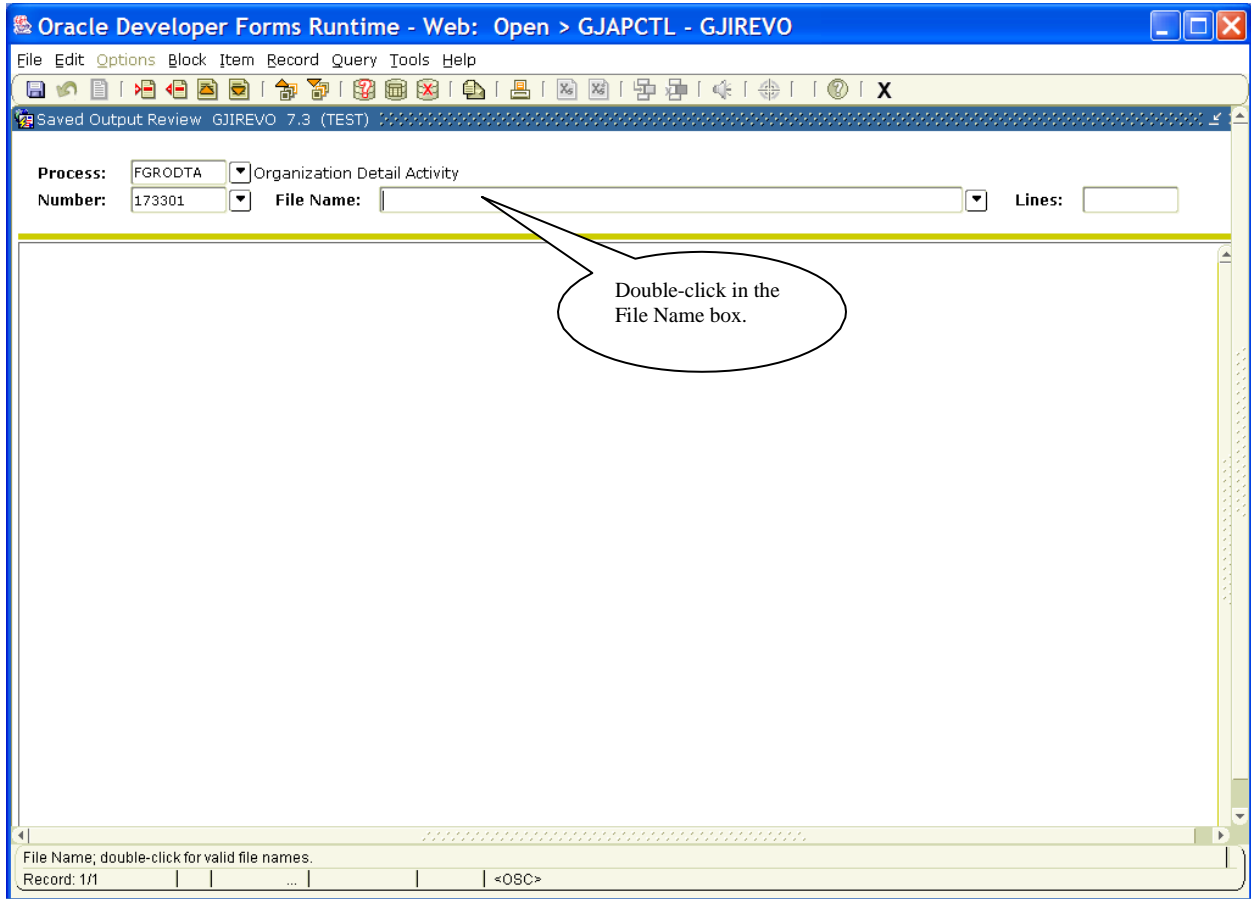 Oracle Developer Forms Runtime - Web: Open > GJAPCTL - GJIREVO
File Edit Options Block Item Record Query Tools Help
X
Saved Output Review GJIREVO 7.3 (TEST)
Process: FGRODTA Organization Detail Activity
Number: 173301 File Name: Lines:
Double-click in the
File Name box.
File Name; double-click for valid file names.
Record: 1/1 ... <OSC>